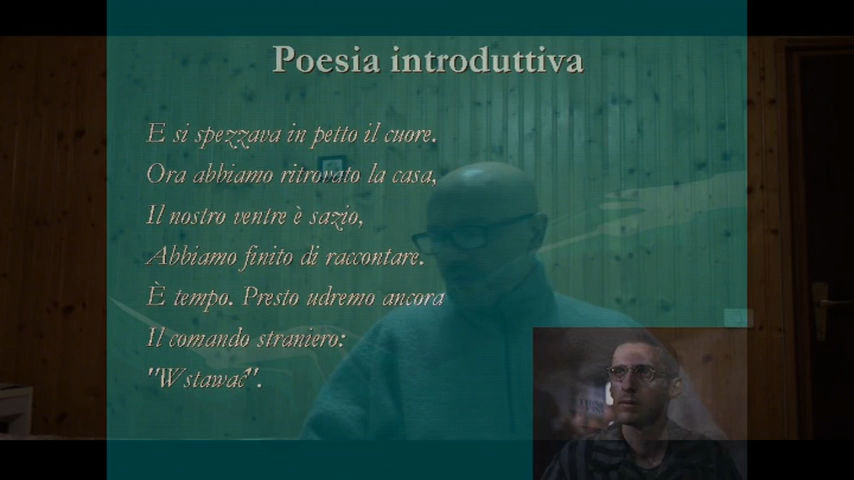 Poesia introduttiva
E si spezzava in petto il cuore.
Ora abbiamo ritrovato la casa,
Il nostro ventre è sazio,
Abbiamo finito di raccontare.
È tempo. Presto udremo ancora
Il comando straniero:
"Wstawać".